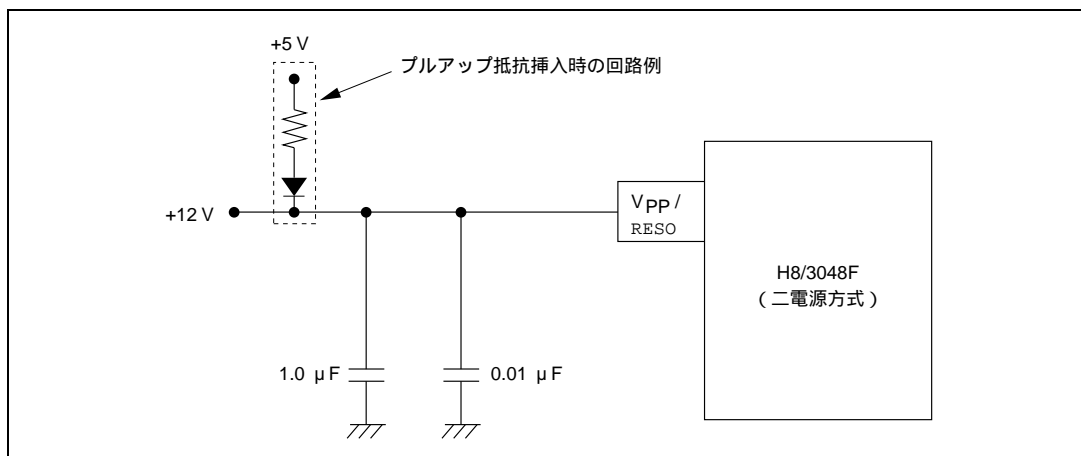 +5 V
プルアップ抵抗挿入時の回路例
+12 V
VPP /
RESO
H8/3048F
(二電源方式)
1.0 μF
0.01 μF